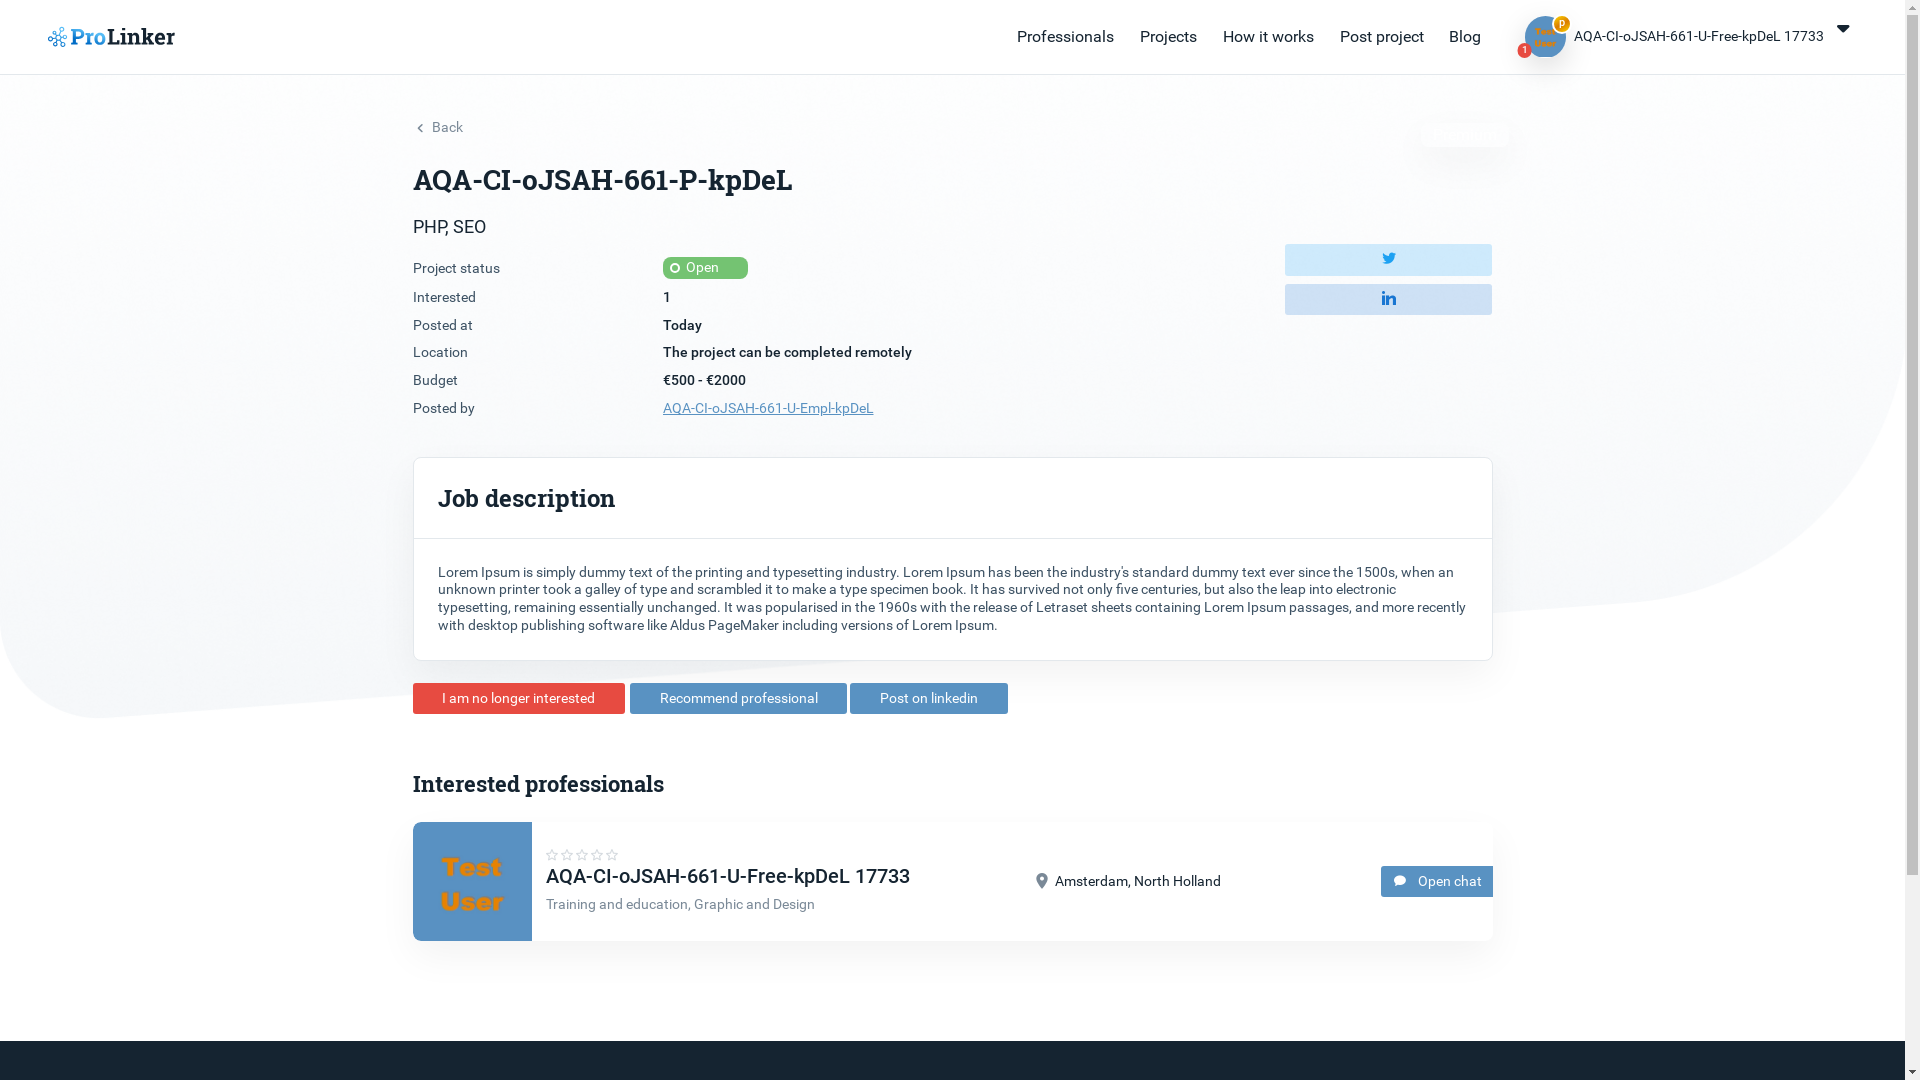 ProLinker
Professionals
Projects
How it works
Post project
Blog
Test
User
P
1
AQA-CI-oJSAH-661-U-Free-kpDeL 17733
Back
AQA-CI-oJSAH-661-P-kpDeL
PHP, SEO
Project status Open
Interested 1
Posted at Today
Location The project can be completed remotely
Budget €500 - €2000
Posted by AQA-CI-oJSAH-661-U-Empl-kpDeL
Job description
Lorem Ipsum is simply dummy text of the printing and typesetting industry. Lorem Ipsum has been the industry's standard dummy text ever since the 1500s, when an
unknown printer took a galley of type and scrambled it to make a type specimen book. It has survived not only five centuries, but also the leap into electronic
typesetting, remaining essentially unchanged. It was popularised in the 1960s with the release of Letraset sheets containing Lorem Ipsum passages, and more recently
with desktop publishing software like Aldus PageMaker including versions of Lorem Ipsum.
I am no longer interested
Recommend professional
Post on linkedin
Interested professionals
Test
User
AQA-CI-oJSAH-661-U-Free-kpDeL 17733
Training and education, Graphic and Design
Amsterdam, North Holland
Open chat